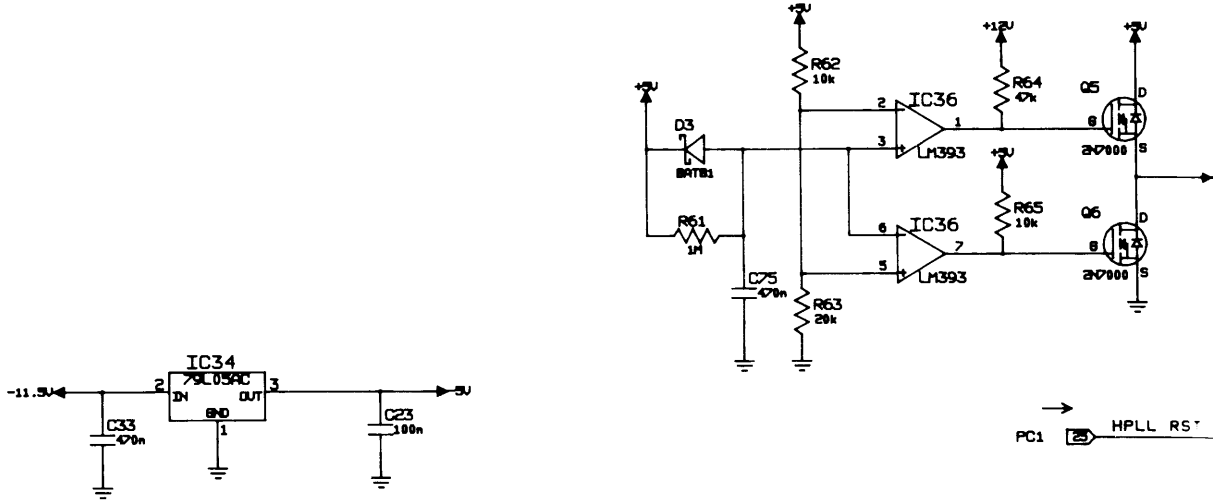 +5V
+12V
+5V
R62
10k
R64
47k
Q5
D
+5V
IC36
2
1
G
D3
3
LM393
2N7000
S
BAT81
+5V
R61
IC36
R65
10k
Q6
1M
6
D
7
G
C75
470n
5
LM393
2N7000
S
R63
20k
IC34
79L05AC
-11.5V
2
3
5V
IN
OUT
GND
C33
470n
1
C23
100n
PC1
25
HPLL RST